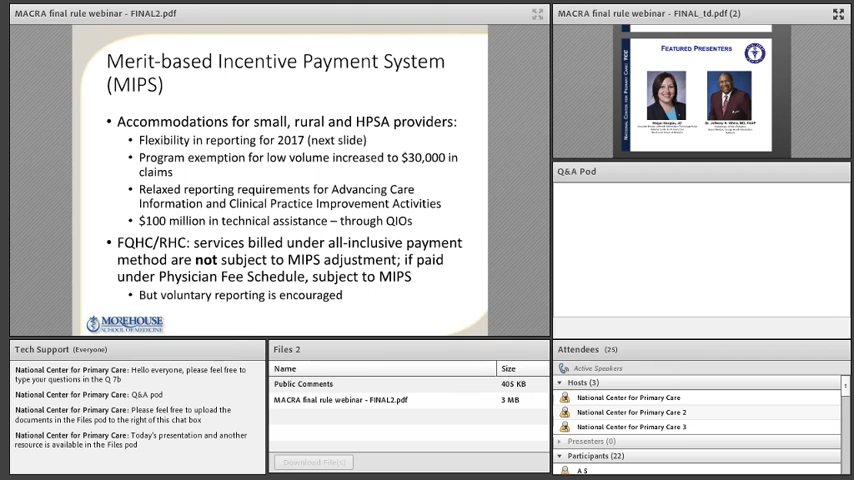 MACRA final rule webinar - FINAL2.pdf
Merit-based Incentive Payment System
(MIPS)
• Accommodations for small, rural and HPSA providers:
• Flexibility in reporting for 2017 (next slide)
• Program exemption for low volume increased to $30,000 in
claims
• Relaxed reporting requirements for Advancing Care
Information and Clinical Practice Improvement Activities
• $100 million in technical assistance – through QIOs
• FQHC/RHC: services billed under all-inclusive payment
method are not subject to MIPS adjustment; if paid
under Physician Fee Schedule, subject to MIPS
• But voluntary reporting is encouraged
MOREHOUSE
SCHOOL OF MEDICINE
MACRA final rule webinar - FINAL_td.pdf (2)
FEATURED PRESENTERS
Q&A Pod
Tech Support (Everyone)
National Center for Primary Care: Hello everyone, please feel free to
type your questions in the Q 7b
National Center for Primary Care: Q&A pod
National Center for Primary Care: Please feel free to upload the
documents in the Files pod to the right of this chat box
National Center for Primary Care: Today's presentation and another
resource is available in the Files pod
Files 2
Name Size
Public Comments 405 KB
MACRA final rule webinar - FINAL2.pdf 3 MB
Download File(s)
Attendees (25)
Active Speakers
Hosts (3)
National Center for Primary Care
National Center for Primary Care 2
National Center for Primary Care 3
Presenters (0)
Participants (22)
A S